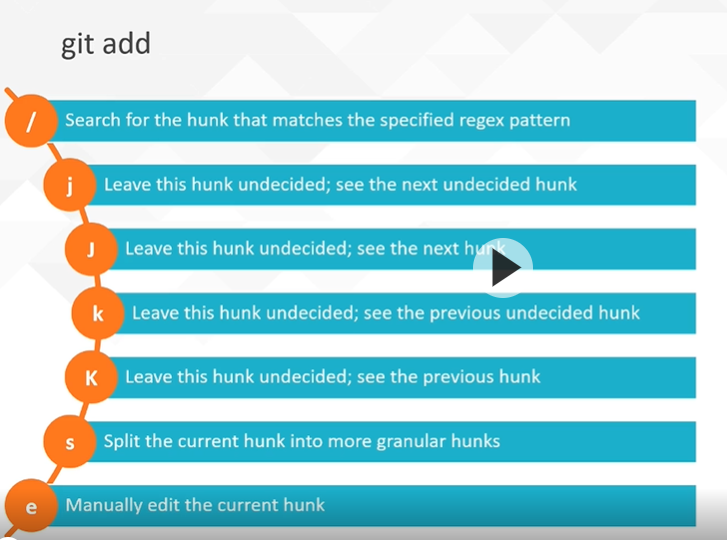 git add
/ Search for the hunk that matches the specified regex pattern
j Leave this hunk undecided; see the next undecided hunk
J Leave this hunk undecided; see the next hunk
k Leave this hunk undecided; see the previous undecided hunk
K Leave this hunk undecided; see the previous hunk
s Split the current hunk into more granular hunks
e Manually edit the current hunk